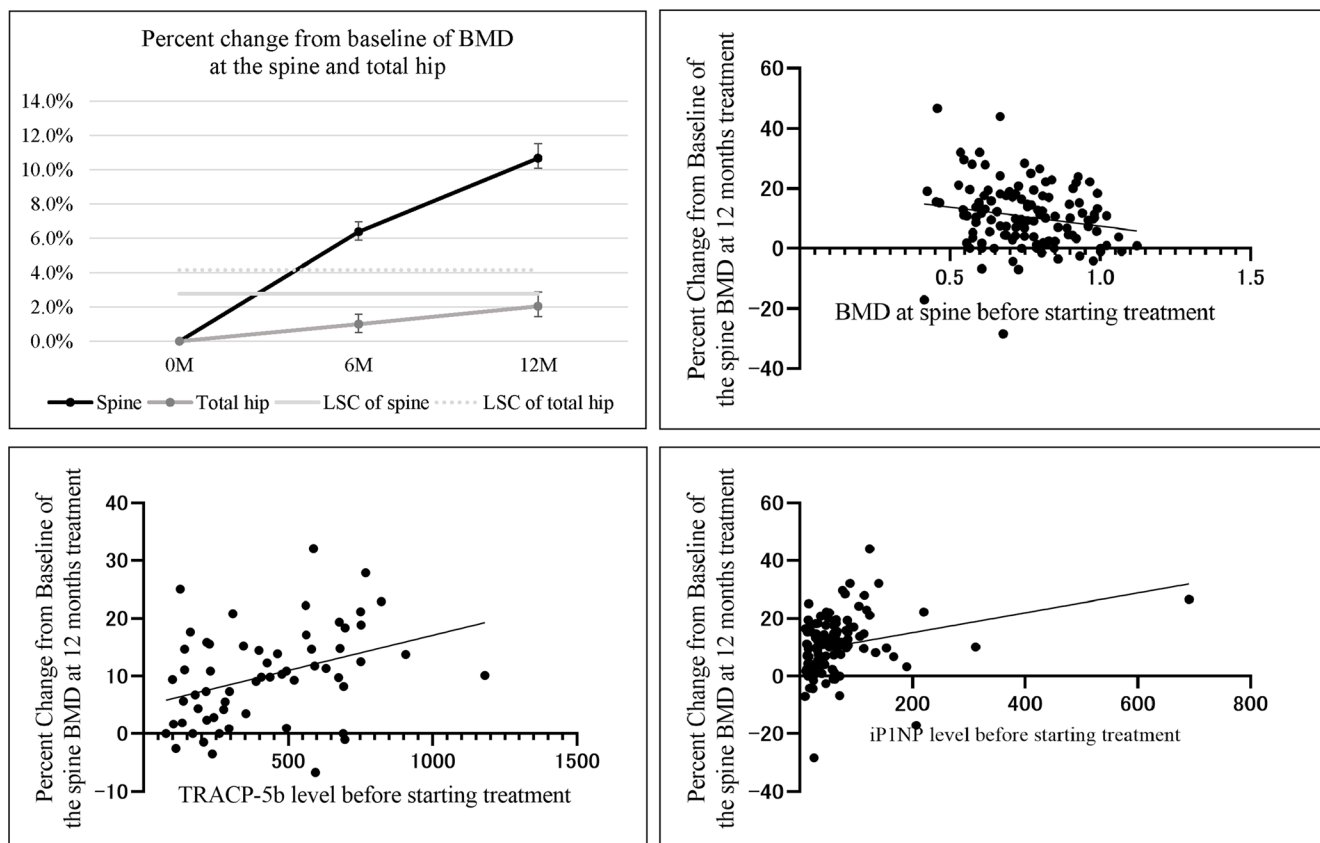 Percent change from baseline of BMD
at the spine and total hip
14.0%
12.0%
10.0%
8.0%
6.0%
4.0%
2.0%
0.0%
0M 6M 12M
Spine Total hip LSC of spine LSC of total hip
Percent Change from Baseline of
the spine BMD at 12 months treatment
60
40
20
0
−20
−40
0.5 1.0 1.5
BMD at spine before starting treatment
Percent Change from Baseline of
the spine BMD at 12 months treatment
40
30
20
10
0
−10
500 1000 1500
TRACP-5b level before starting treatment
Percent Change from Baseline of
the spine BMD at 12 months treatment
60
40
20
0
−20
−40
200 400 600 800
iP1NP level before starting treatment